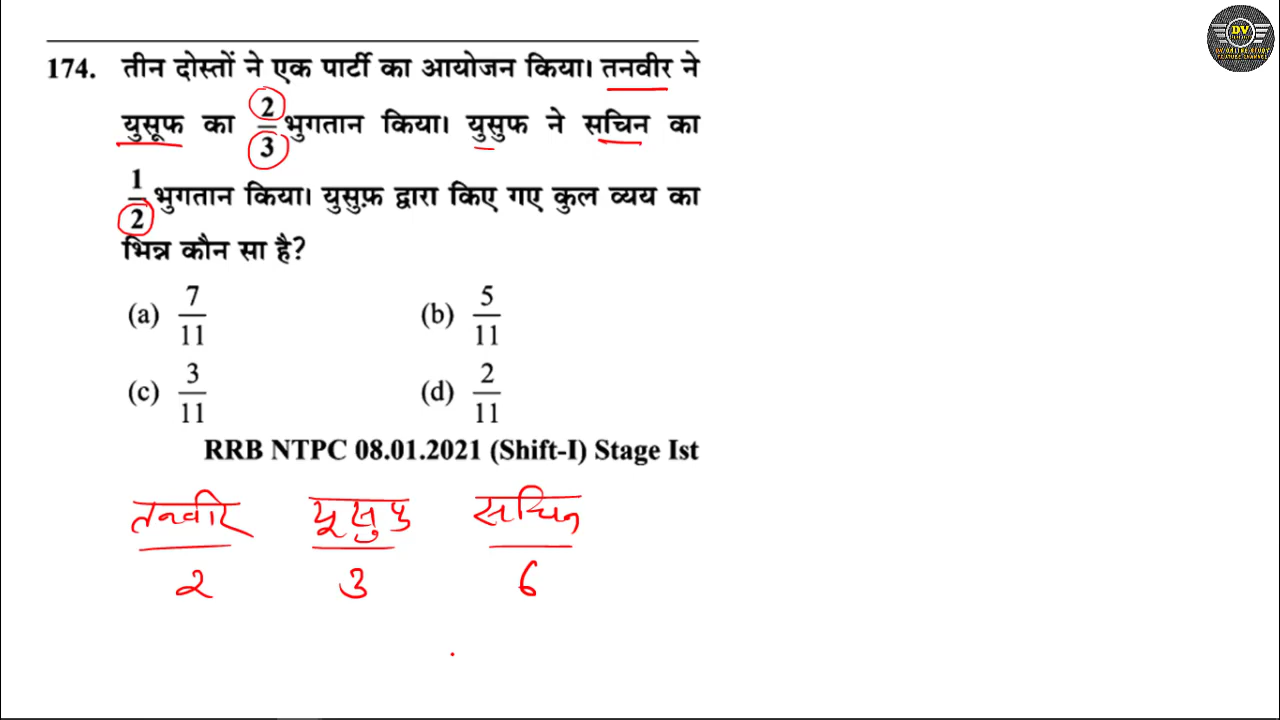 174. तीन दोस्तों ने एक पार्टी का आयोजन किया। तनवीर ने
युसूफ का 2/3 भुगतान किया। युसुफ ने सचिन का
1/2 भुगतान किया। युसुफ़ द्वारा किए गए कुल व्यय का
भिन्न कौन सा है?
(a) 7/11 (b) 5/11
(c) 3/11 (d) 2/11
RRB NTPC 08.01.2021 (Shift-I) Stage Ist
तनवीर यूसुफ सचिन
2 3 6
DV